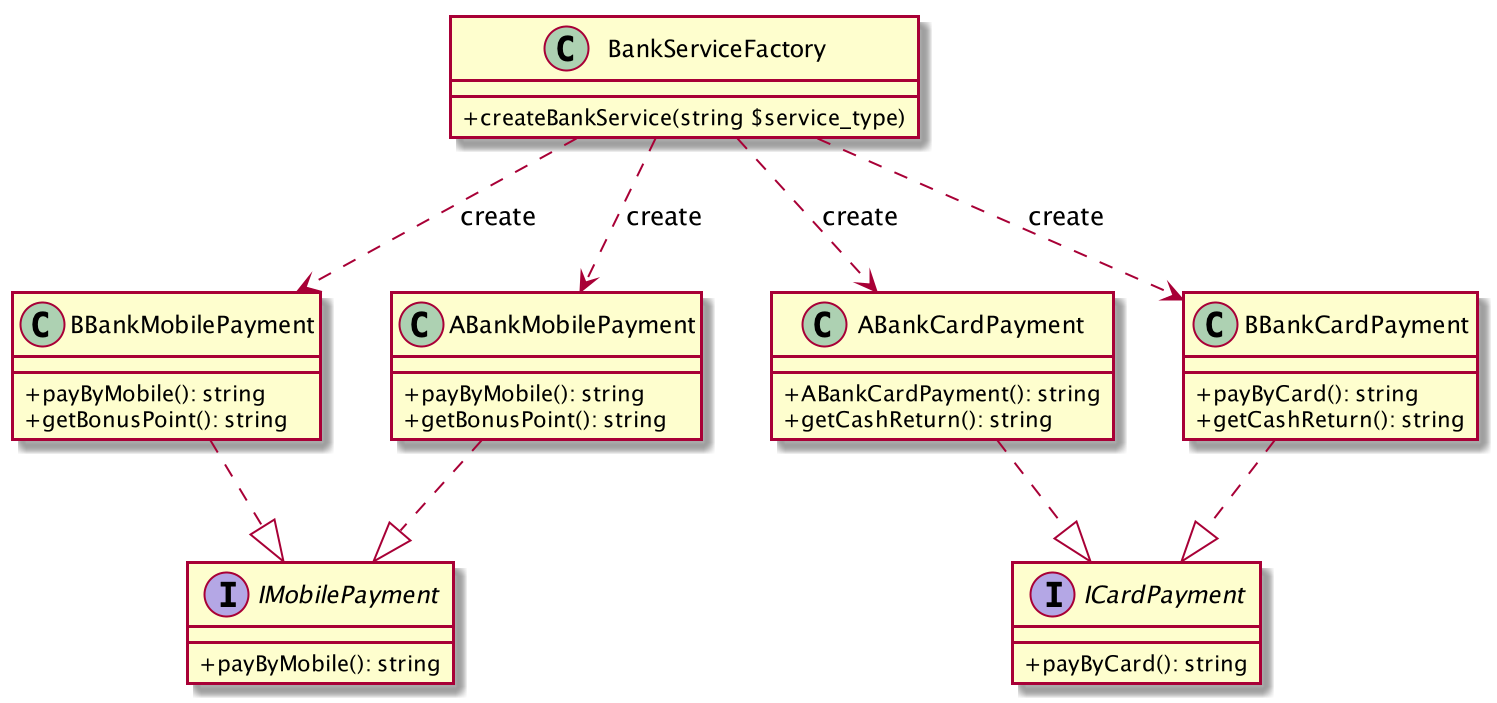 C BankServiceFactory
+createBankService(string $service_type)
create
create
create
create
C BBankMobilePayment
+payByMobile(): string
+getBonusPoint(): string
C ABankMobilePayment
+payByMobile(): string
+getBonusPoint(): string
C ABankCardPayment
+ABankCardPayment(): string
+getCashReturn(): string
C BBankCardPayment
+payByCard(): string
+getCashReturn(): string
I IMobilePayment
+payByMobile(): string
I ICardPayment
+payByCard(): string